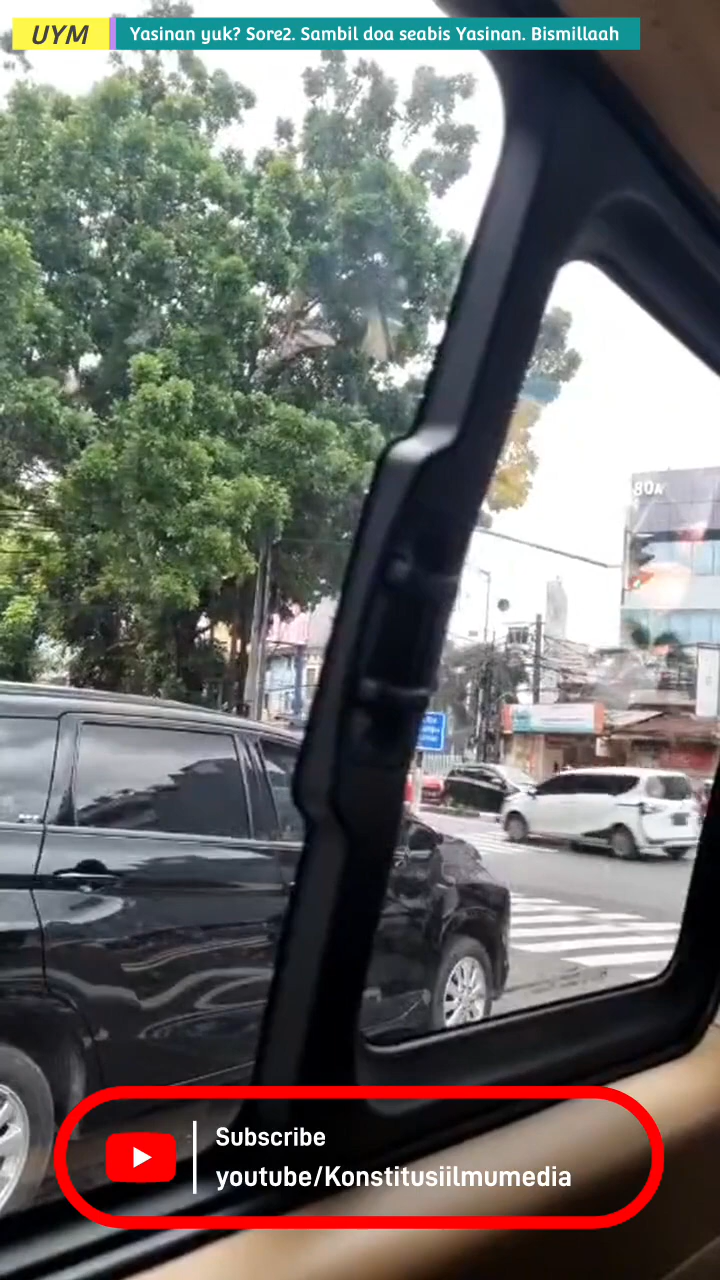 UYM
Yasinan yuk? Sore2. Sambil doa seabis Yasinan. Bismillaah
80A
Subscribe
youtube/Konstitusiilmumedia